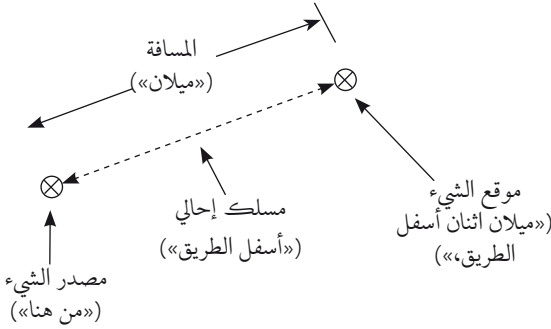 المسافة
(«ميلان»)
موقع الشيء
(«ميلان اثنان أسفل
الطريق،»)
مسلك إحالي
(«أسفل الطريق»)
مصدر الشيء
(«من هنا»)